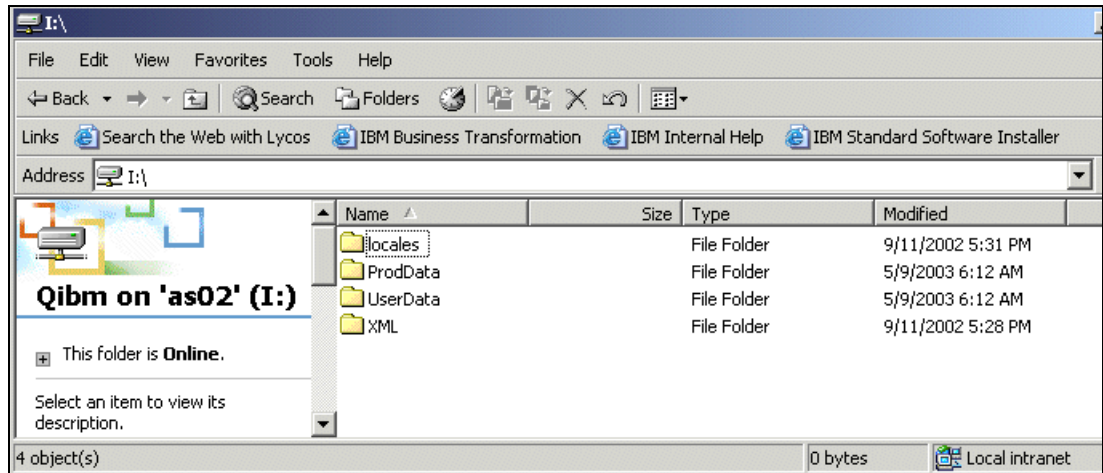 I:\
File Edit View Favorites Tools Help
Back Search Folders
Links Search the Web with Lycos IBM Business Transformation IBM Internal Help IBM Standard Software Installer
Address I:\
Name Size Type Modified
locales File Folder 9/11/2002 5:31 PM
ProdData File Folder 5/9/2003 6:12 AM
UserData File Folder 5/9/2003 6:12 AM
XML File Folder 9/11/2002 5:28 PM
Qibm on 'as02' (I:)
This folder is Online.
Select an item to view its
description.
4 object(s) 0 bytes Local intranet